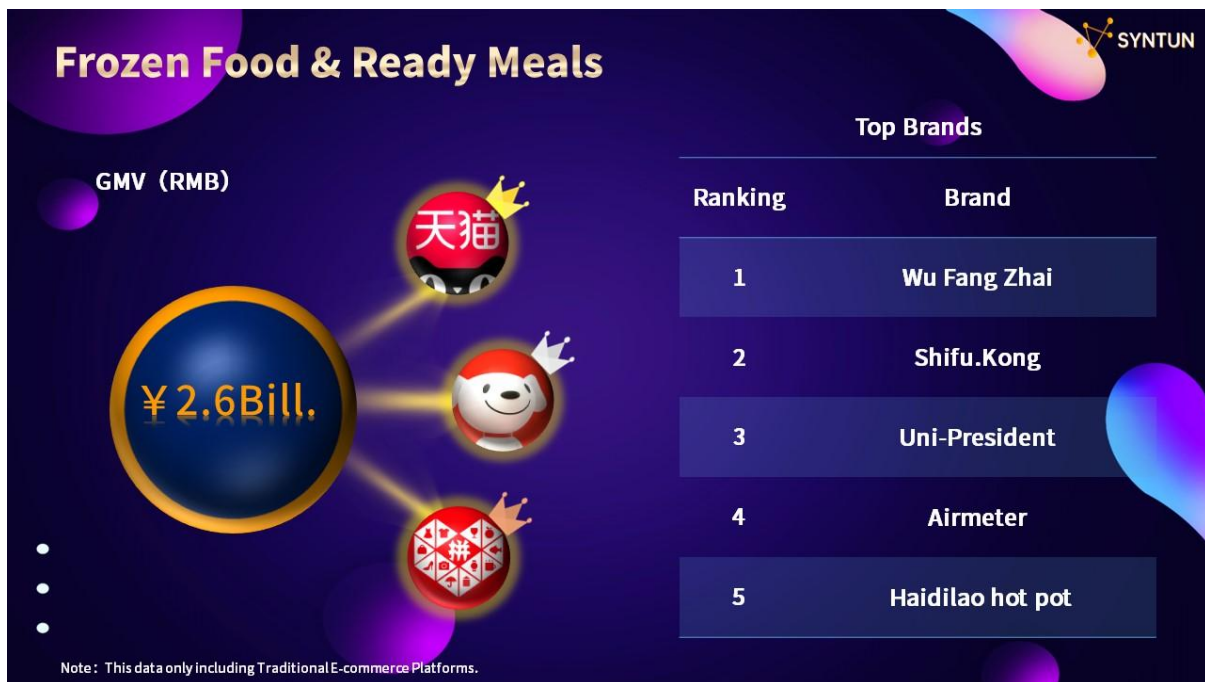 Frozen Food & Ready Meals
SYNTUN
GMV（RMB）
天猫
¥2.6Bill.
拼
Top Brands
Ranking Brand
1 Wu Fang Zhai
2 Shifu.Kong
3 Uni-President
4 Airmeter
5 Haidilao hot pot
Note：This data only including Traditional E-commerce Platforms.